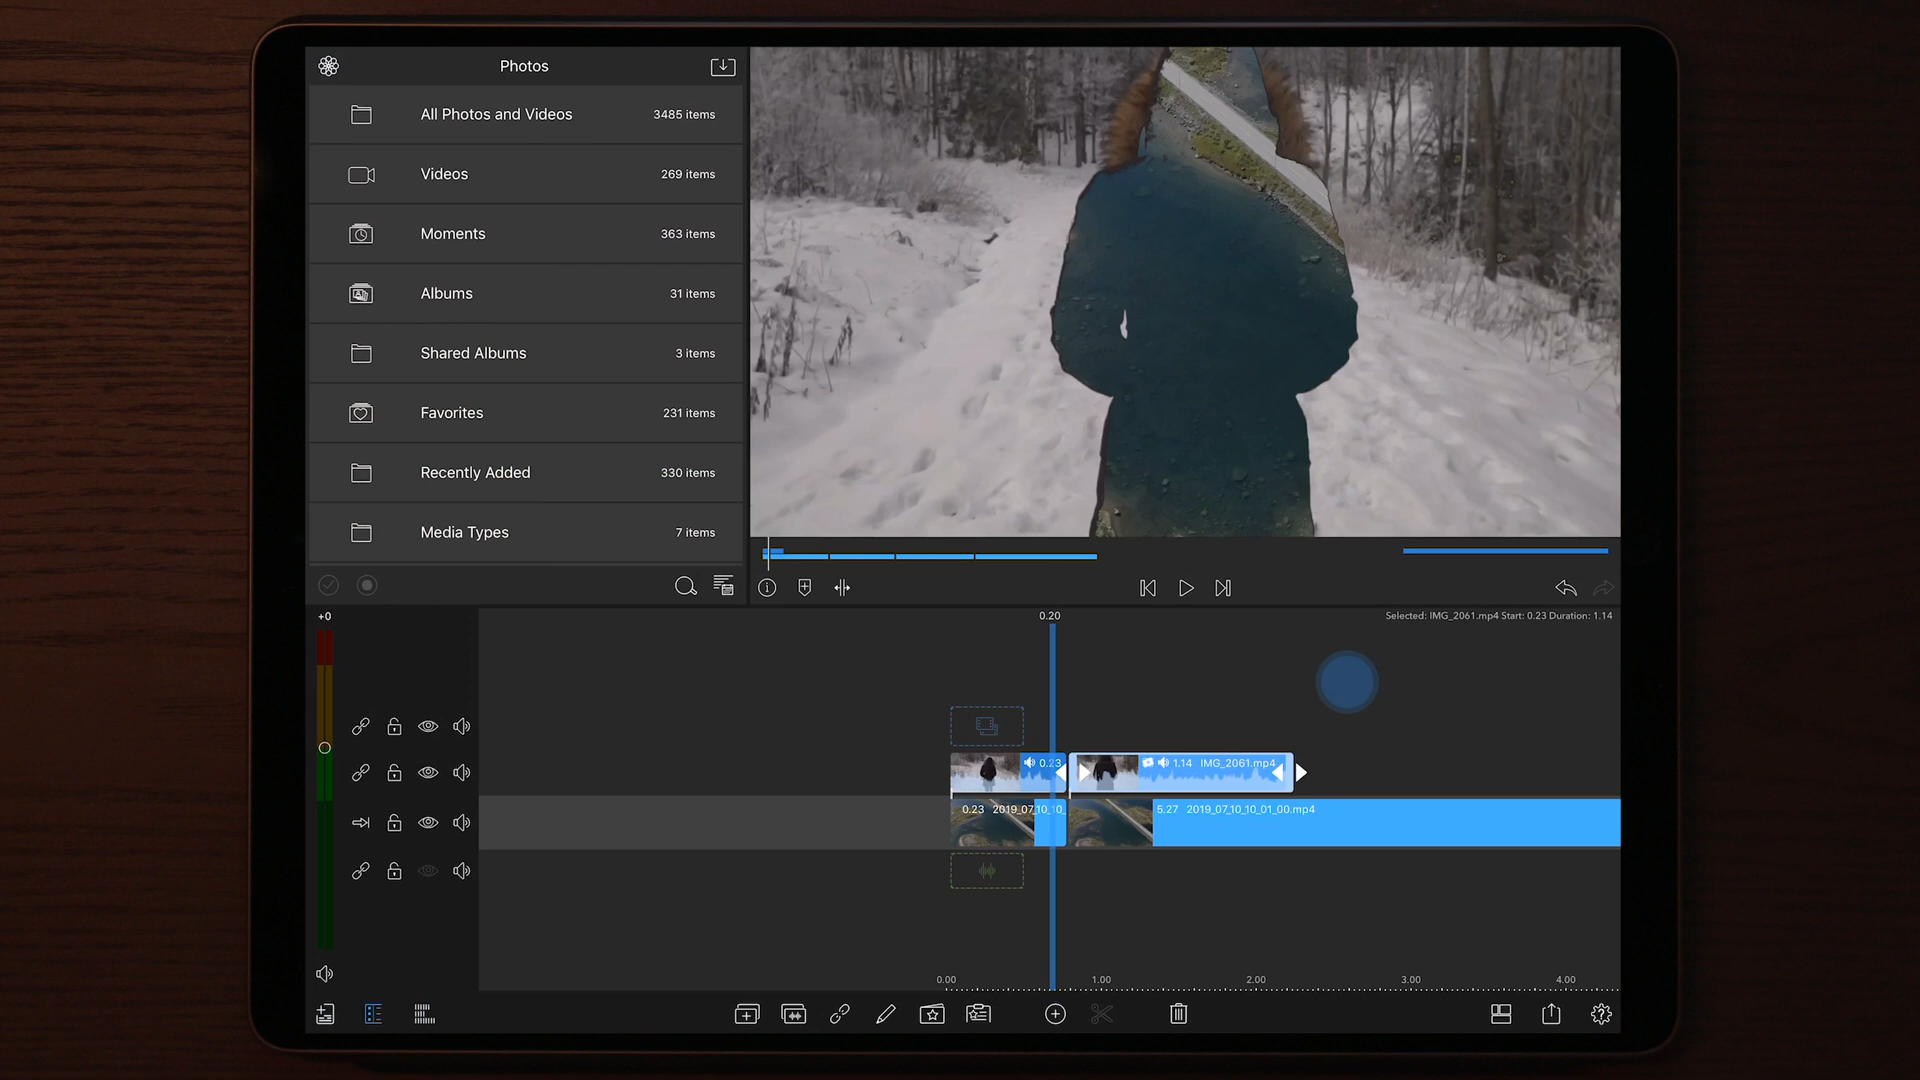 Photos
All Photos and Videos 3485 items
Videos 269 items
Moments 363 items
Albums 31 items
Shared Albums 3 items
Favorites 231 items
Recently Added 330 items
Media Types 7 items
+0
0.20
Selected: IMG_2061.mp4 Start: 0.23 Duration: 1.14
0.23
1.14 IMG_2061.mp4
0.23 2019_07_10_10_
5.27 2019_07_10_10_01_00.mp4
0.00 1.00 2.00 3.00 4.00